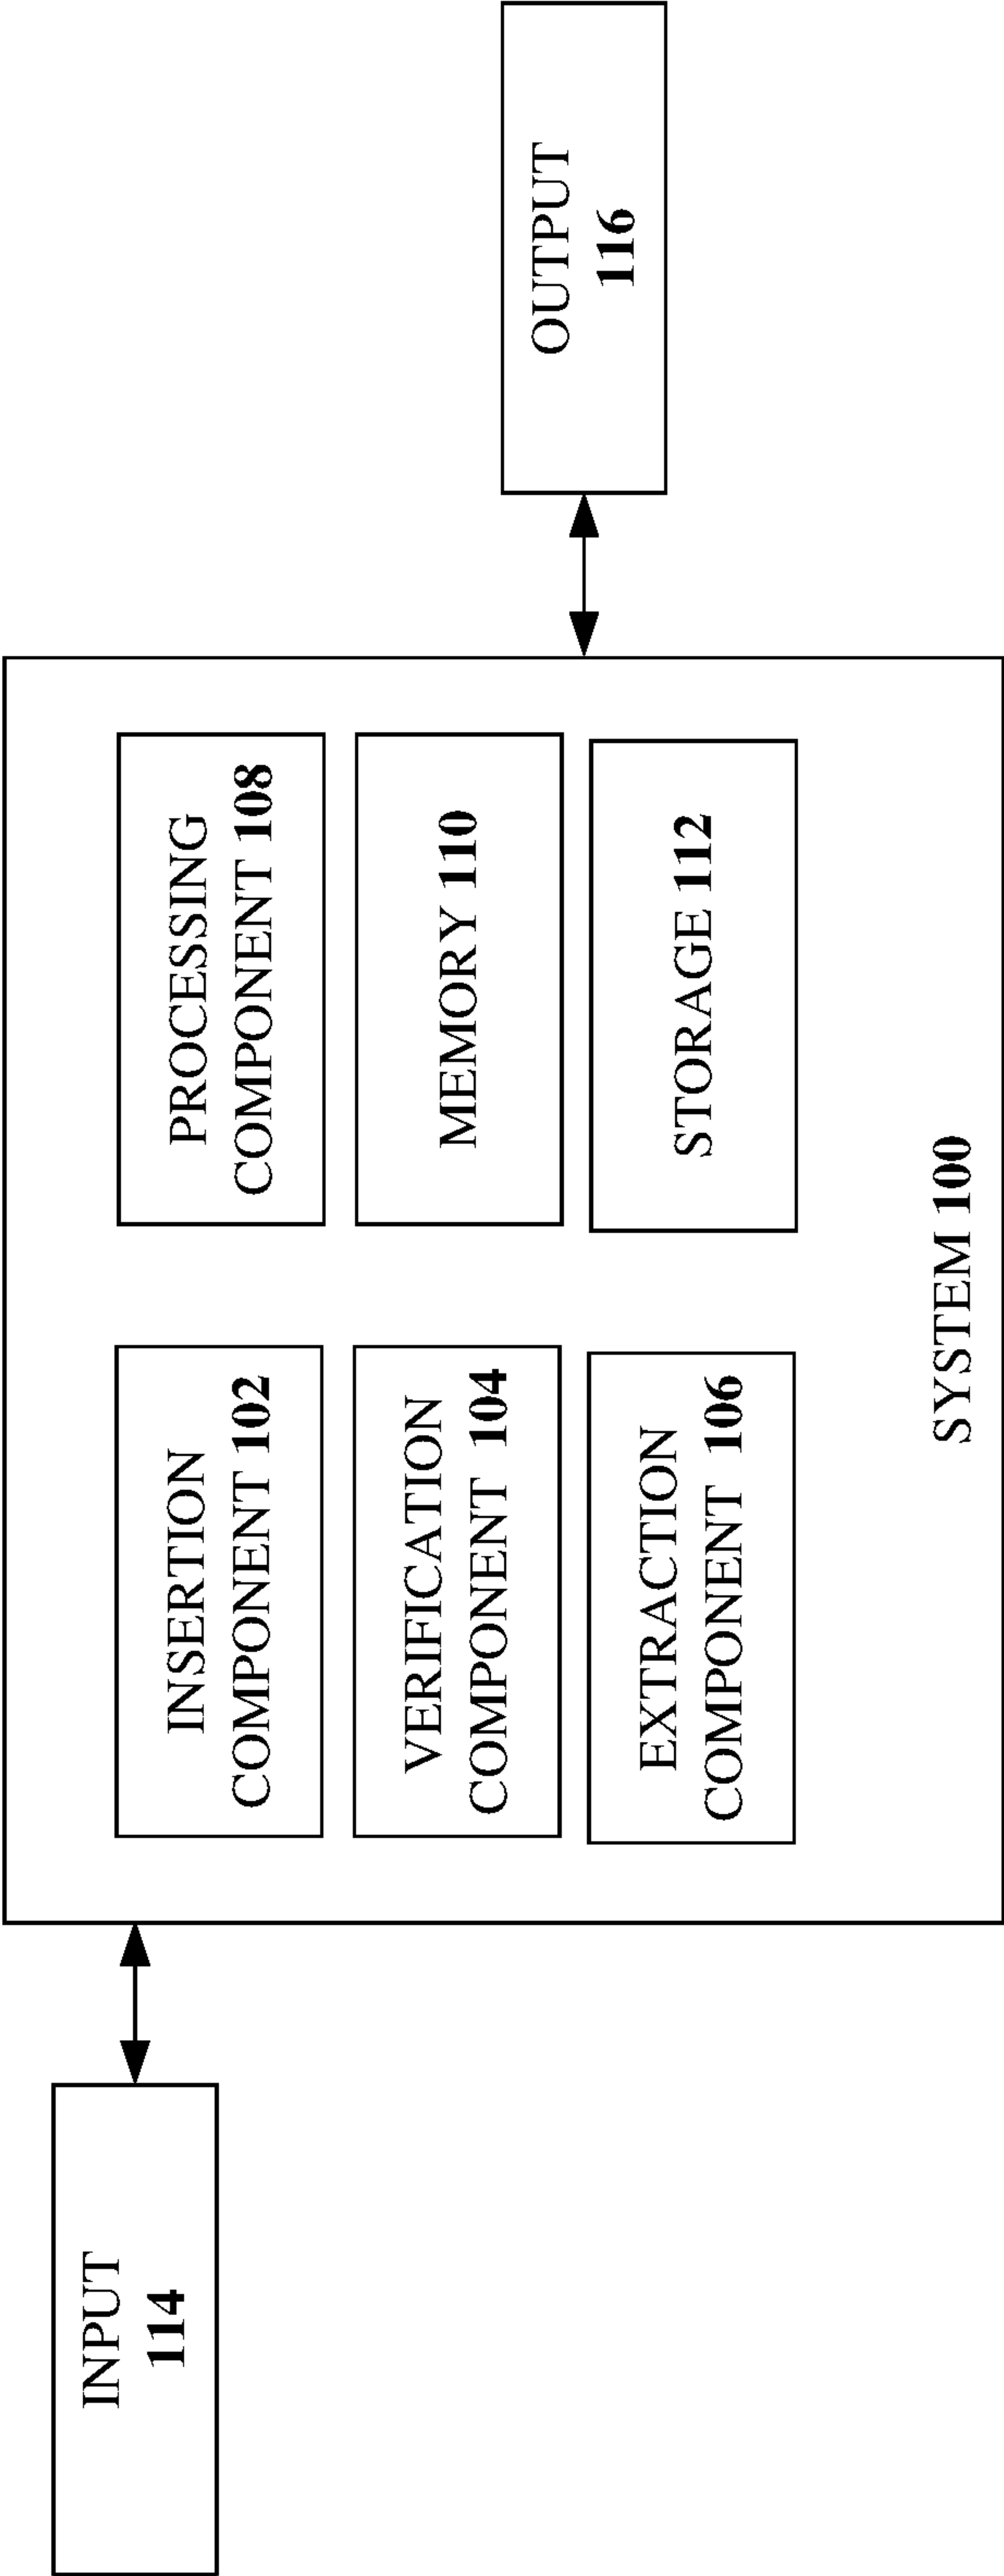 INPUT
114
INSERTION
COMPONENT 102
VERIFICATION
COMPONENT 104
EXTRACTION
COMPONENT 106
PROCESSING
COMPONENT 108
MEMORY 110
STORAGE 112
SYSTEM 100
OUTPUT
116